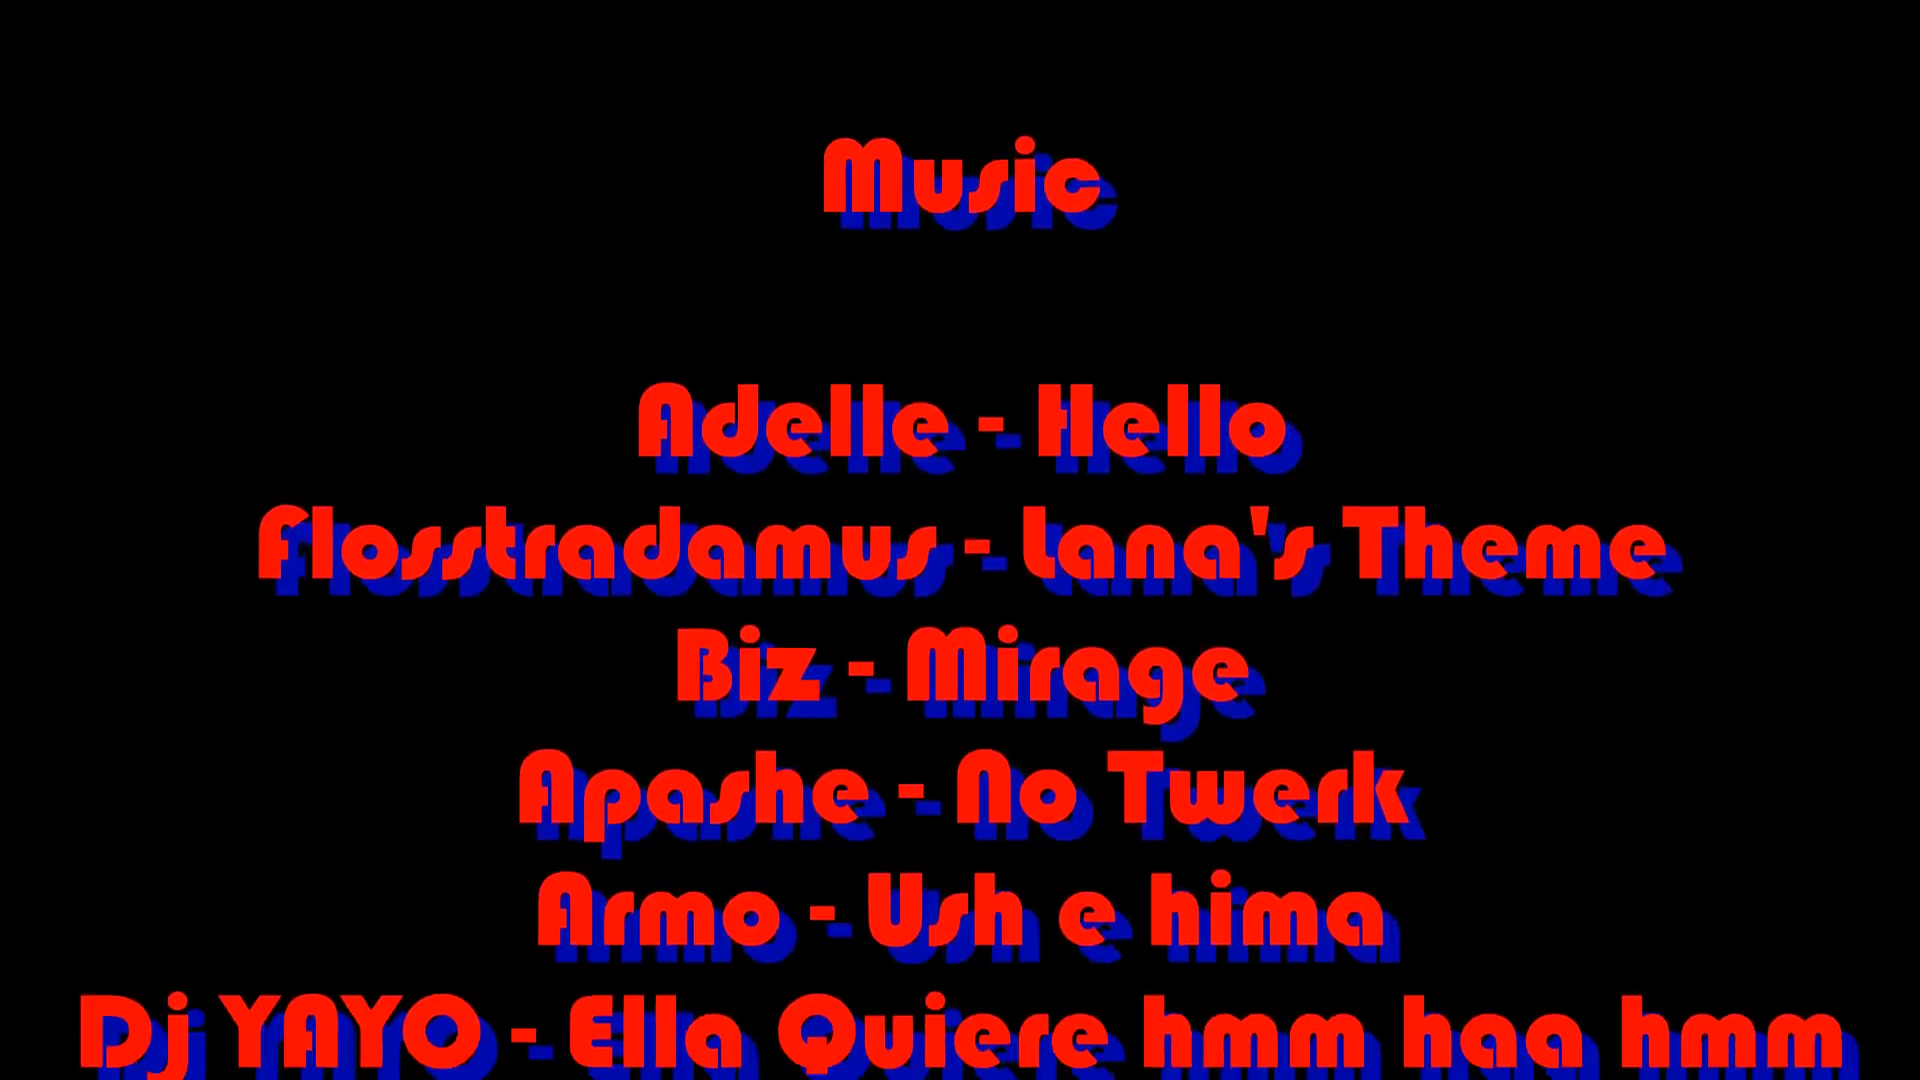 Music
Adelle - Hello
Flosstradamus - Lana's Theme
Biz - Mirage
Apashe - No Twerk
Armo - Ush e hima
Dj YAYO - Ella Quiere hmm haa hmm